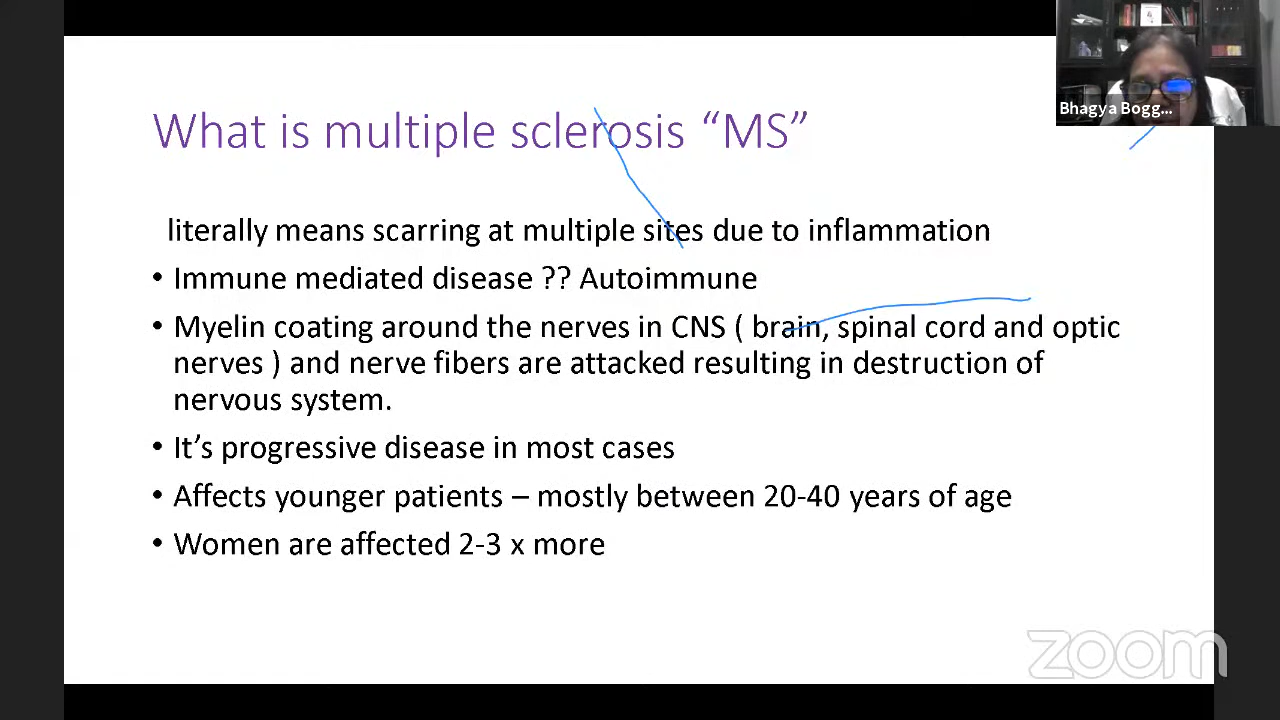 What is multiple sclerosis “MS”
literally means scarring at multiple sites due to inflammation
• Immune mediated disease ?? Autoimmune
• Myelin coating around the nerves in CNS ( brain, spinal cord and optic
nerves ) and nerve fibers are attacked resulting in destruction of
nervous system.
• It’s progressive disease in most cases
• Affects younger patients – mostly between 20-40 years of age
• Women are affected 2-3 x more
Bhagya Bogg...
zoom